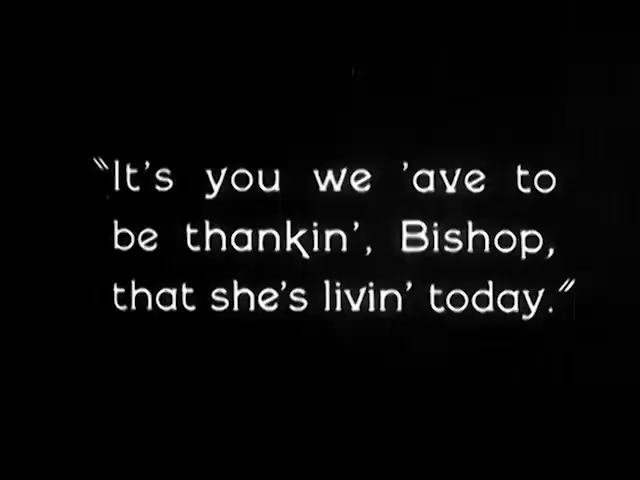 "It's you we 'ave to
be thankin', Bishop,
that she's livin' today."